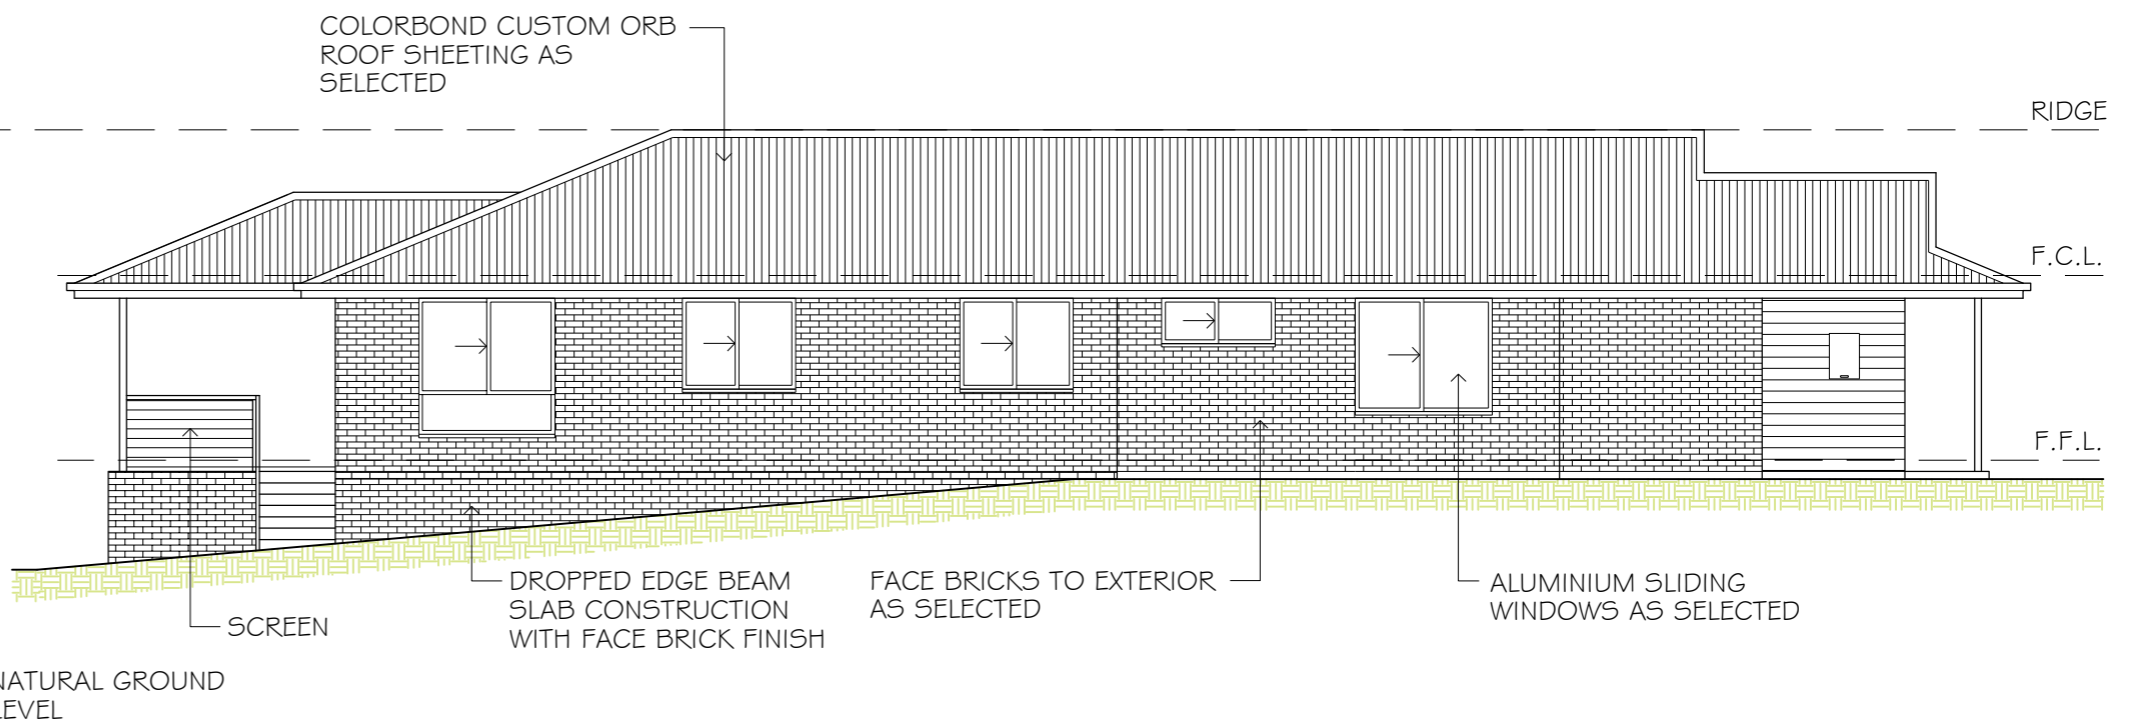 COLORBOND CUSTOM ORB
ROOF SHEETING AS
SELECTED
RIDGE
F.C.L.
F.F.L.
DROPPED EDGE BEAM
SLAB CONSTRUCTION
WITH FACE BRICK FINISH
FACE BRICKS TO EXTERIOR
AS SELECTED
ALUMINIUM SLIDING
WINDOWS AS SELECTED
SCREEN
NATURAL GROUND
LEVEL